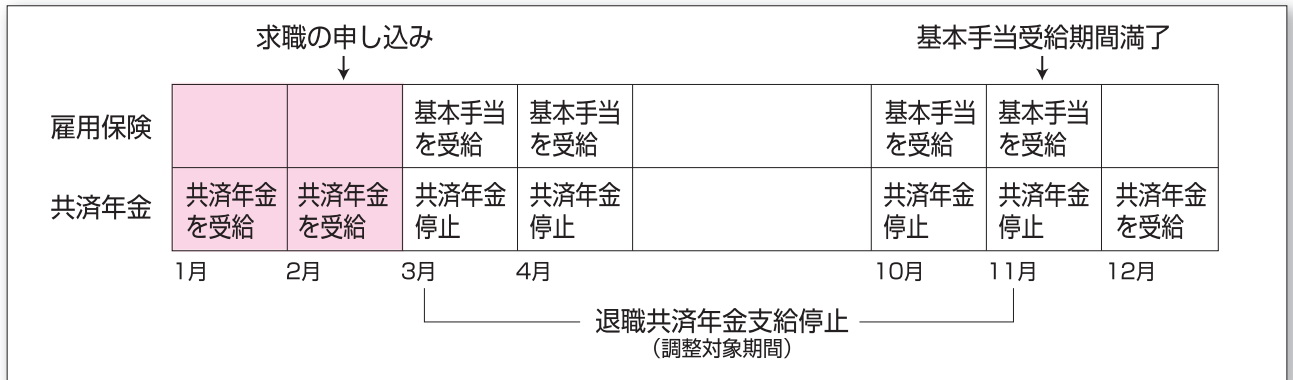 求職の申し込み
基本手当受給期間満了
雇用保険
基本手当
を受給
基本手当
を受給
基本手当
を受給
基本手当
を受給
共済年金
共済年金
を受給
共済年金
を受給
共済年金
停止
共済年金
停止
共済年金
停止
共済年金
停止
共済年金
を受給
1月
2月
3月
4月
10月
11月
12月
退職共済年金支給停止
(調整対象期間)